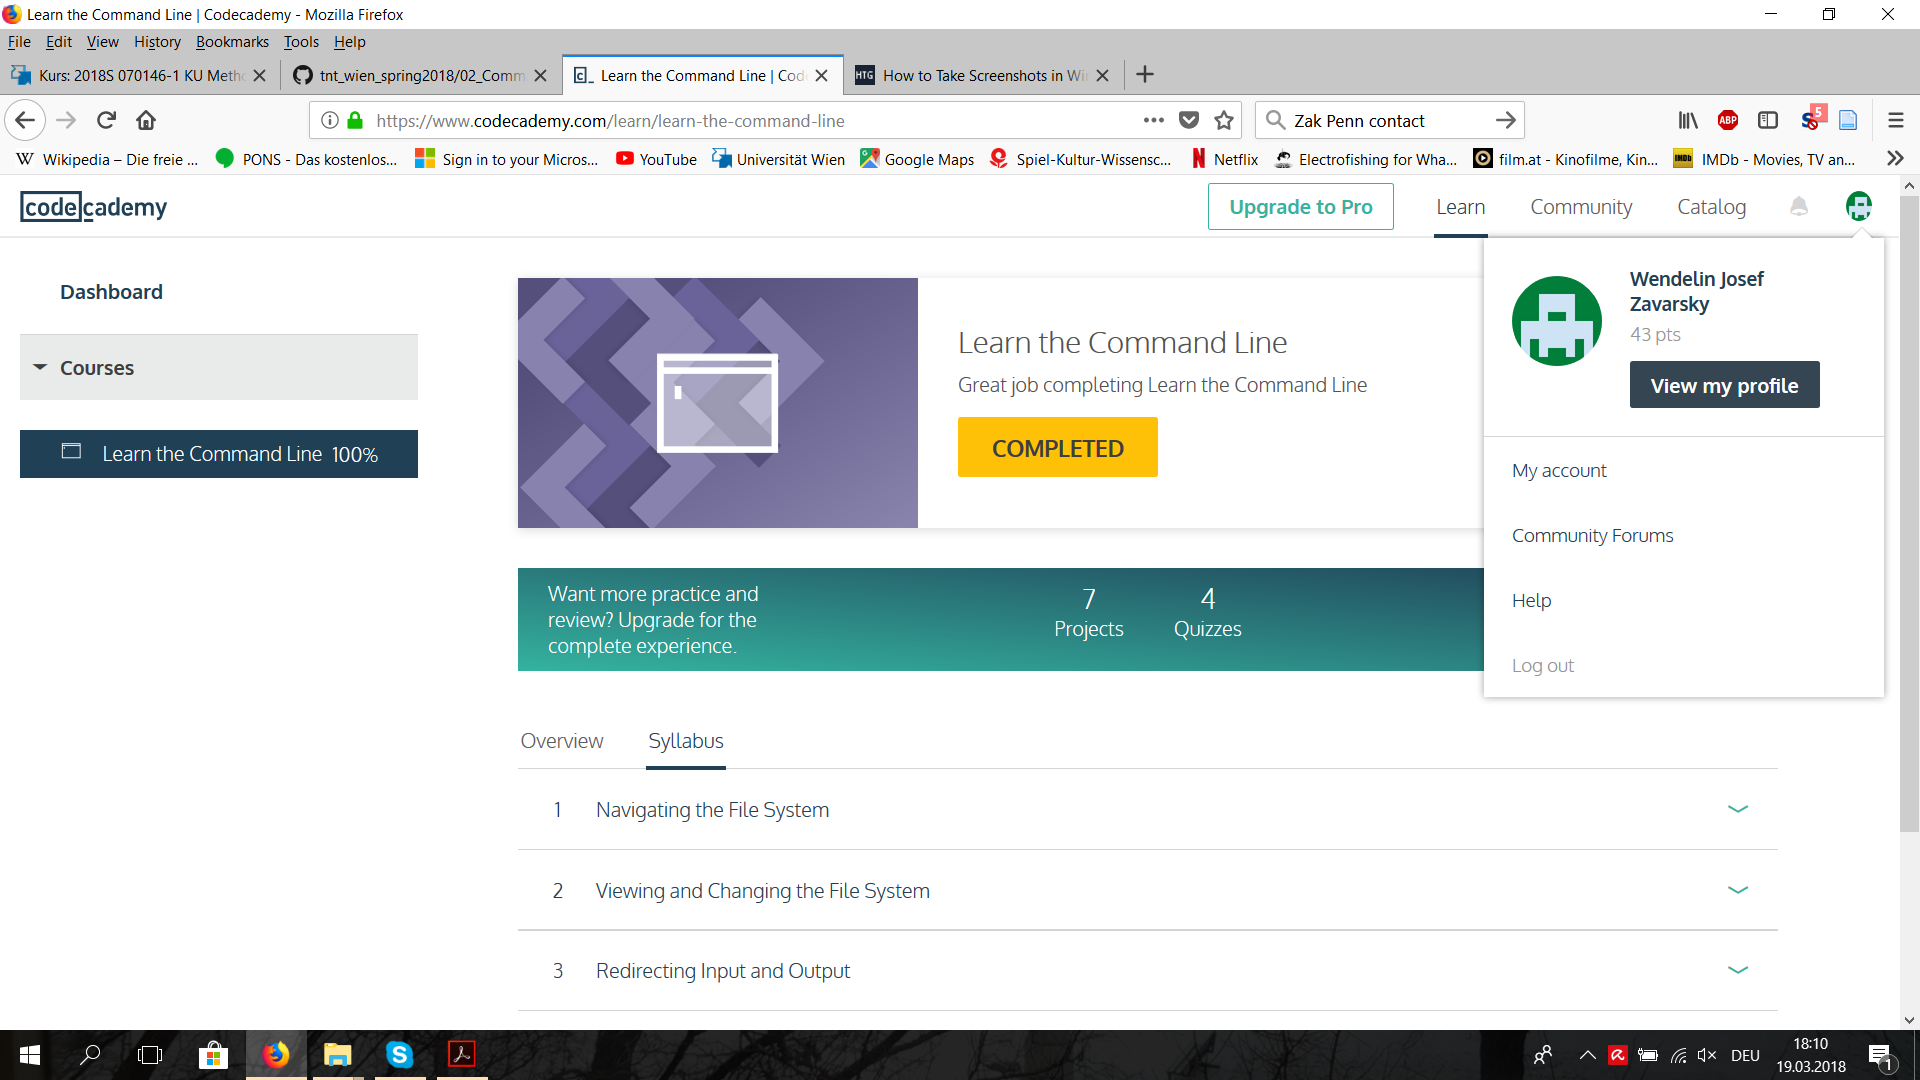 Learn the Command Line | Codecademy - Mozilla Firefox
File Edit View History Bookmarks Tools Help
Kurs: 2018S 070146-1 KU Meth
tnt_wien_spring2018/02_Comm
c_ Learn the Command Line | Cod
HTG How to Take Screenshots in Wi
https://www.codecademy.com/learn/learn-the-command-line
Zak Penn contact
ABP
S 5
W Wikipedia – Die freie ...
PONS - Das kostenlos...
Sign in to your Micros...
YouTube
Universität Wien
Google Maps
Spiel-Kultur-Wissensc...
N Netflix
Electrofishing for Wha...
film.at - Kinofilme, Kin...
IMDb IMDb - Movies, TV an...
codecademy
Upgrade to Pro
Learn
Community
Catalog
Dashboard
Courses
Learn the Command Line 100%
Learn the Command Line
Great job completing Learn the Command Line
COMPLETED
Wendelin Josef
Zavarsky
43 pts
View my profile
My account
Community Forums
Help
Log out
Want more practice and
review? Upgrade for the
complete experience.
7
Projects
4
Quizzes
Overview
Syllabus
1 Navigating the File System
2 Viewing and Changing the File System
3 Redirecting Input and Output
DEU
18:10
19.03.2018
1